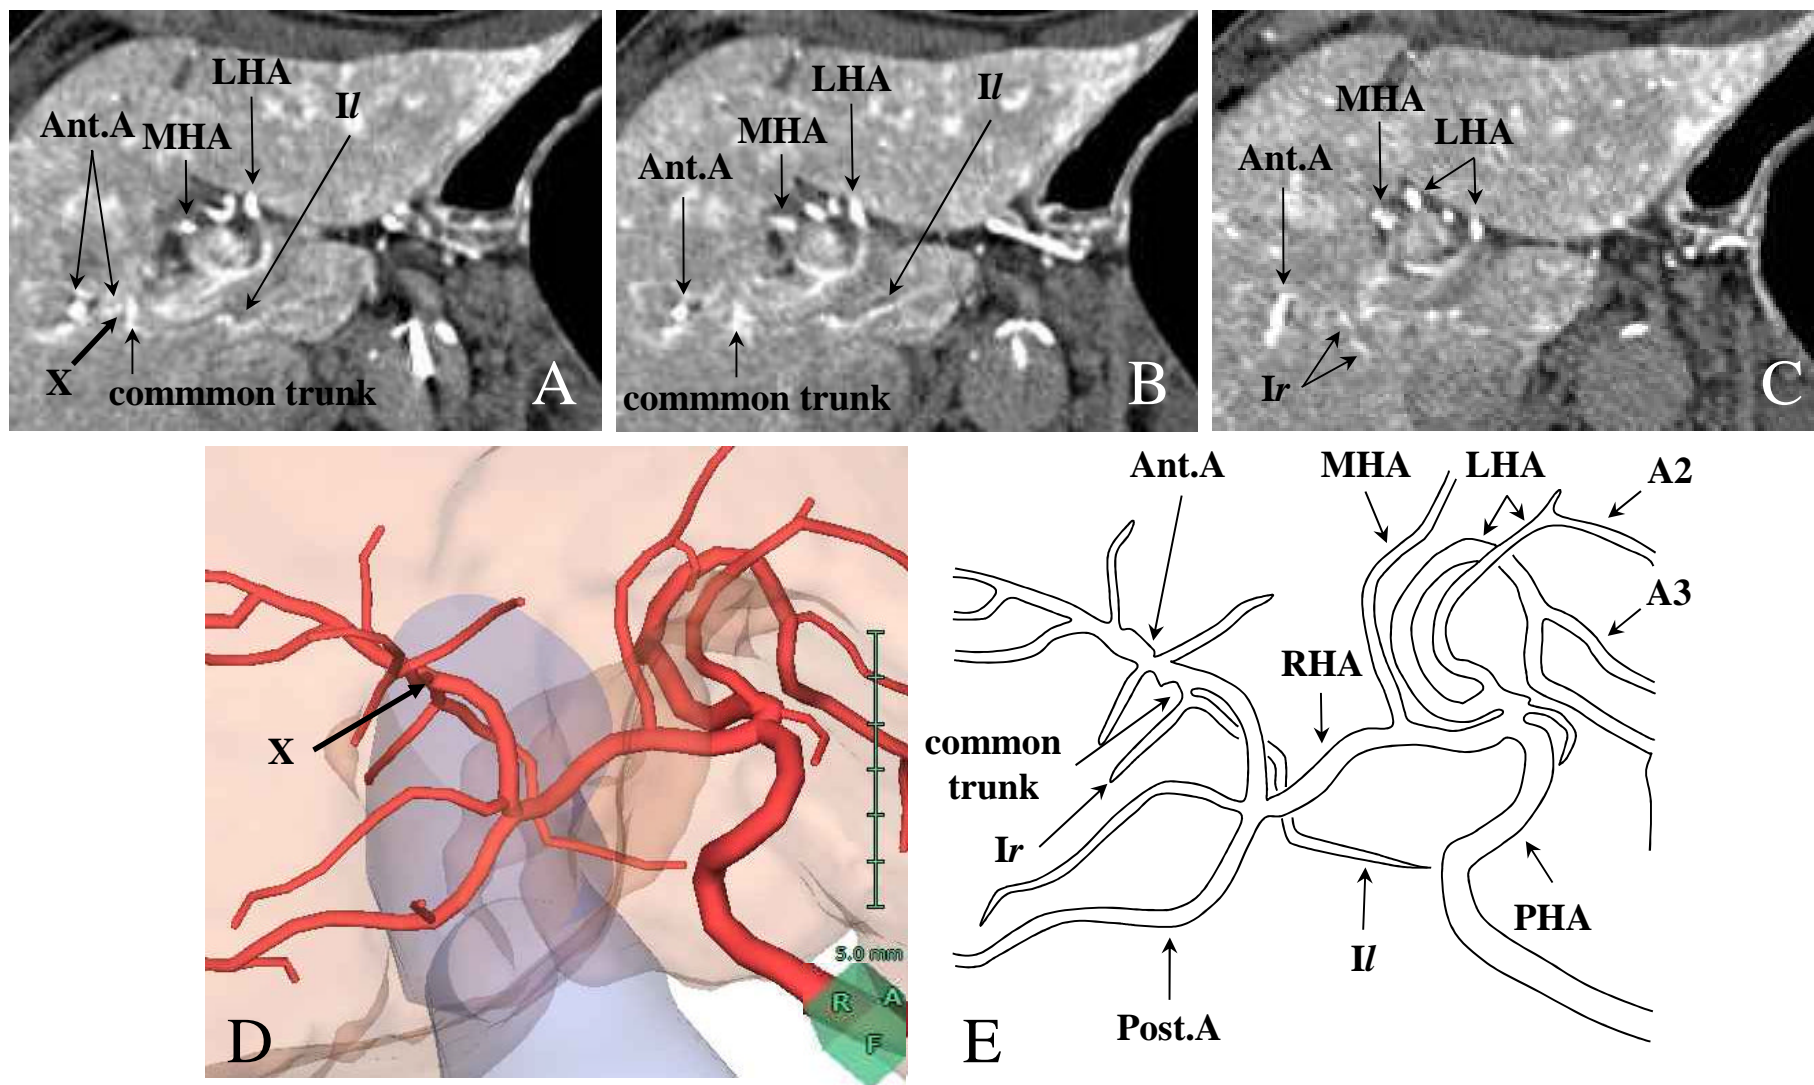 LHA
Il
Ant.A MHA
X
commmon trunk
A
LHA
Il
MHA
Ant.A
commmon trunk
B
MHA
LHA
Ant.A
Ir
C
X
5.0 mm
R
A
F
D
Ant.A
MHA
LHA
A2
A3
RHA
common
trunk
Ir
PHA
Il
Post.A
E